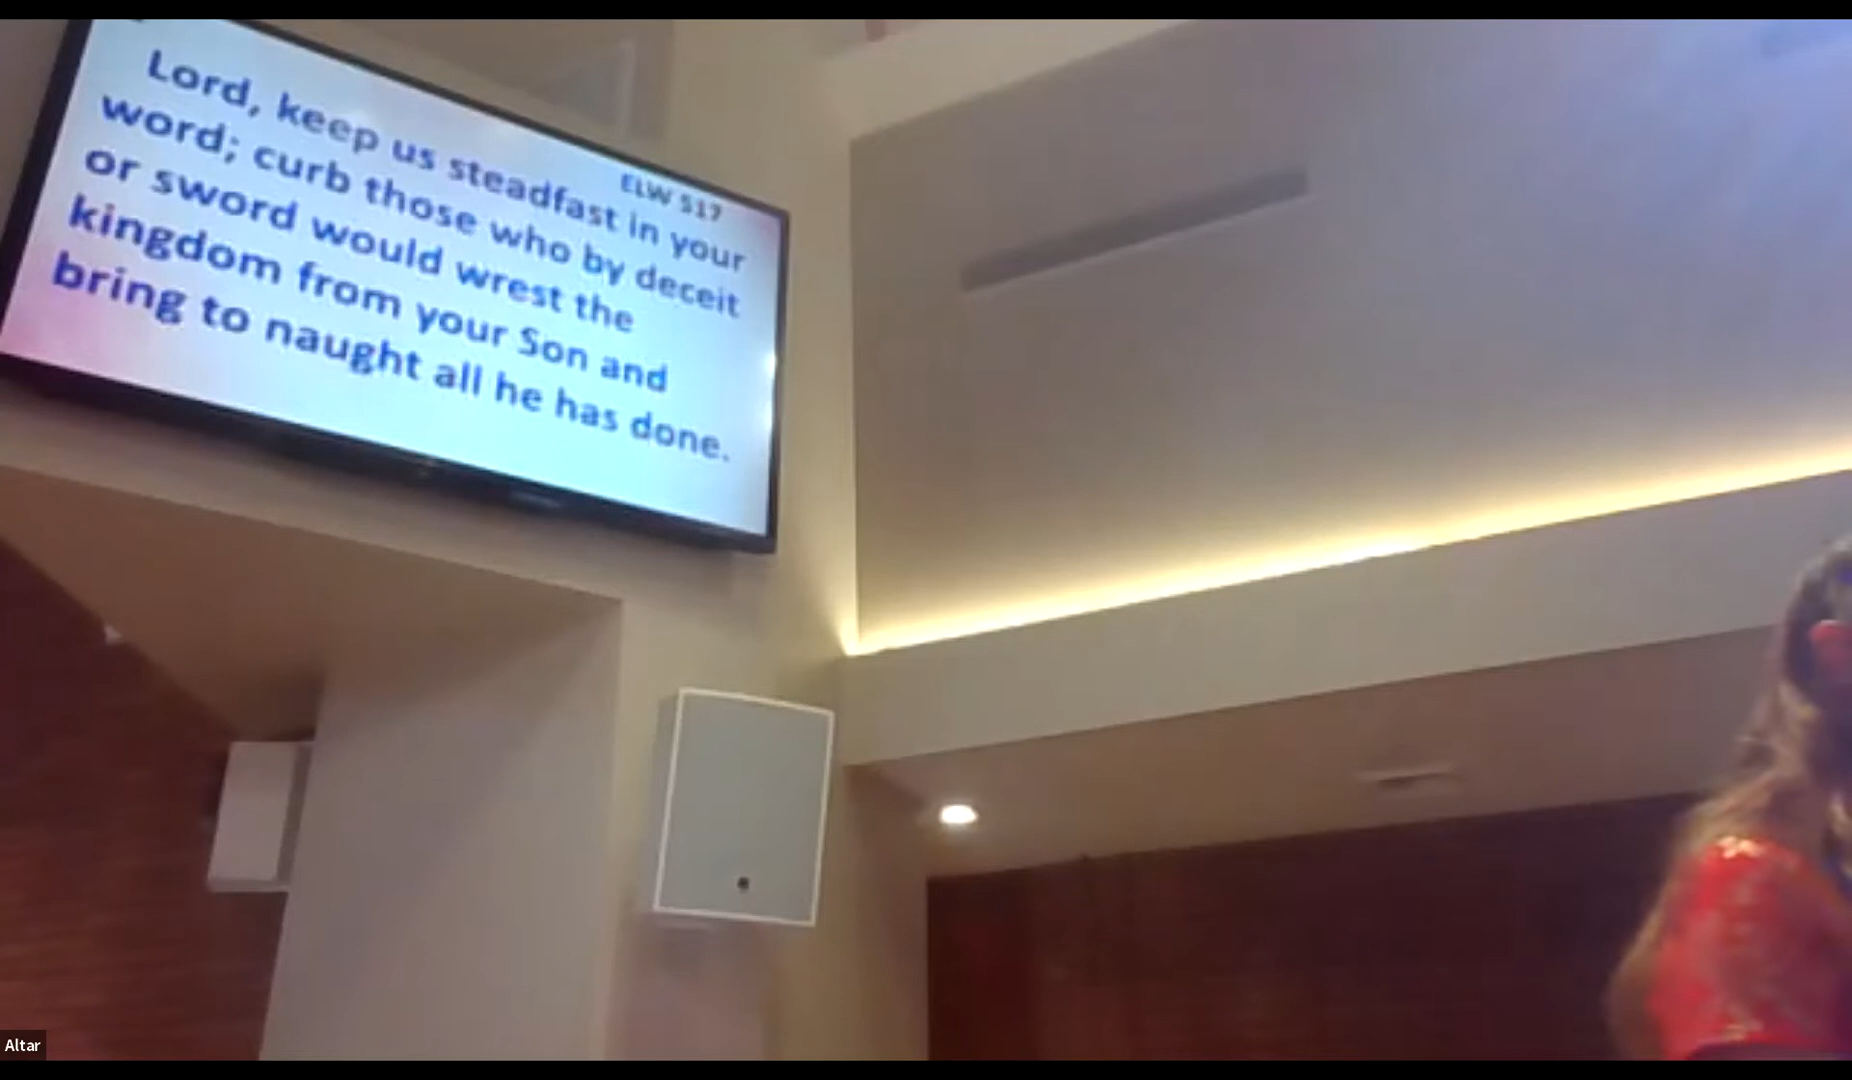 ELW 517
Lord, keep us steadfast in your
word; curb those who by deceit
or sword would wrest the
kingdom from your Son and
bring to naught all he has done.
Altar